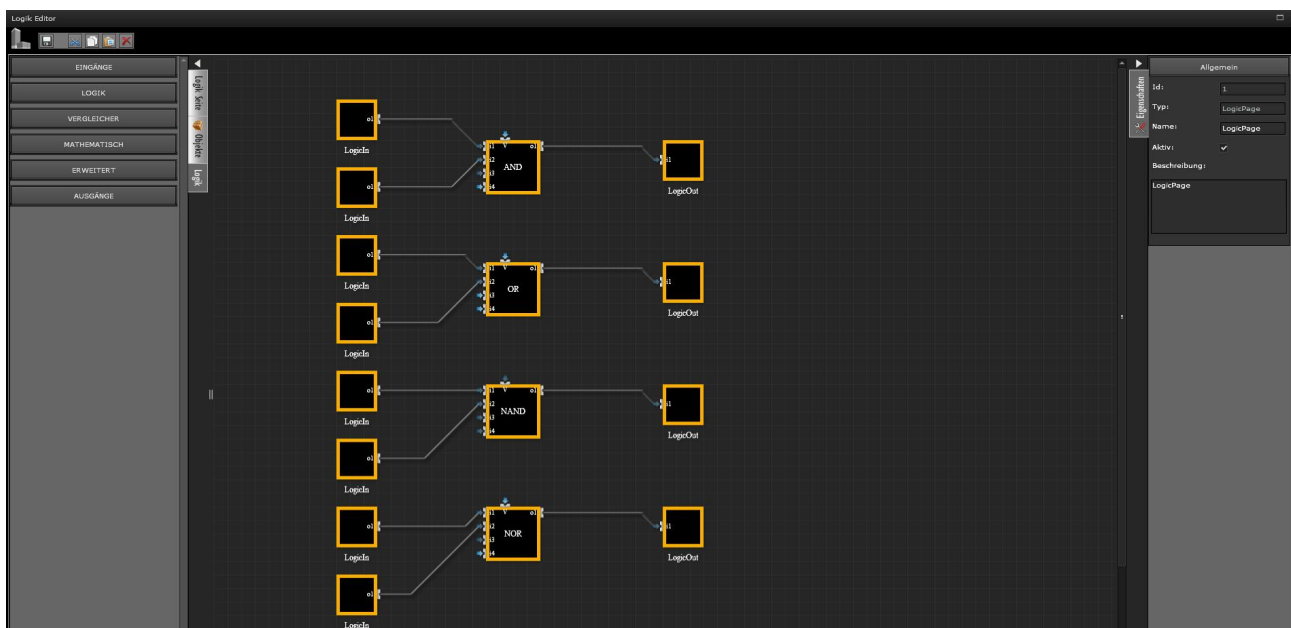 Logik Editor
EINGÄNGE
LOGIK
VERGLEICHER
MATHEMATISCH
ERWEITERT
AUSGÄNGE
Logik Seite
Objekte
Logik
o1
LogicIn
o1
LogicIn
i1 V o1
i2
AND
i3
i4
i1
LogicOut
o1
LogicIn
o1
LogicIn
i1 V o1
i2
OR
i3
i4
i1
LogicOut
o1
LogicIn
o1
LogicIn
i1 V o1
i2
NAND
i3
i4
i1
LogicOut
o1
LogicIn
o1
LogicIn
i1 V o1
i2
NOR
i3
i4
i1
LogicOut
Eigenschaften
Allgemein
Id: 1
Typ: LogicPage
Name: LogicPage
Aktiv:
Beschreibung:
LogicPage